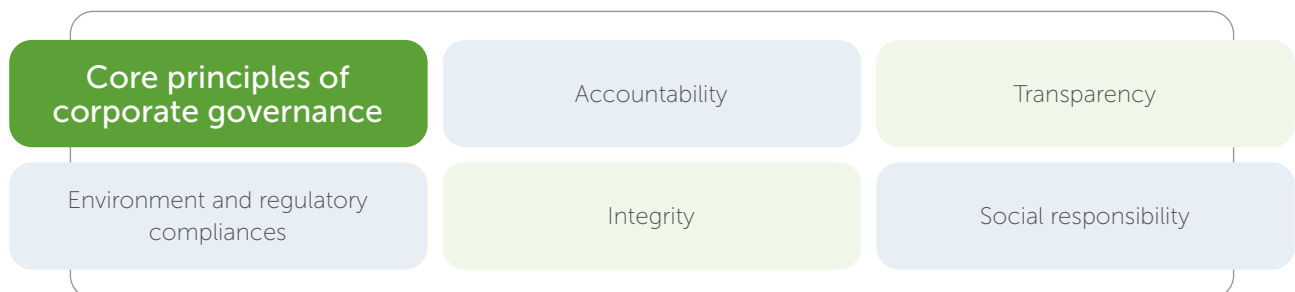 Core principles of
corporate governance
Accountability
Transparency
Environment and regulatory
compliances
Integrity
Social responsibility